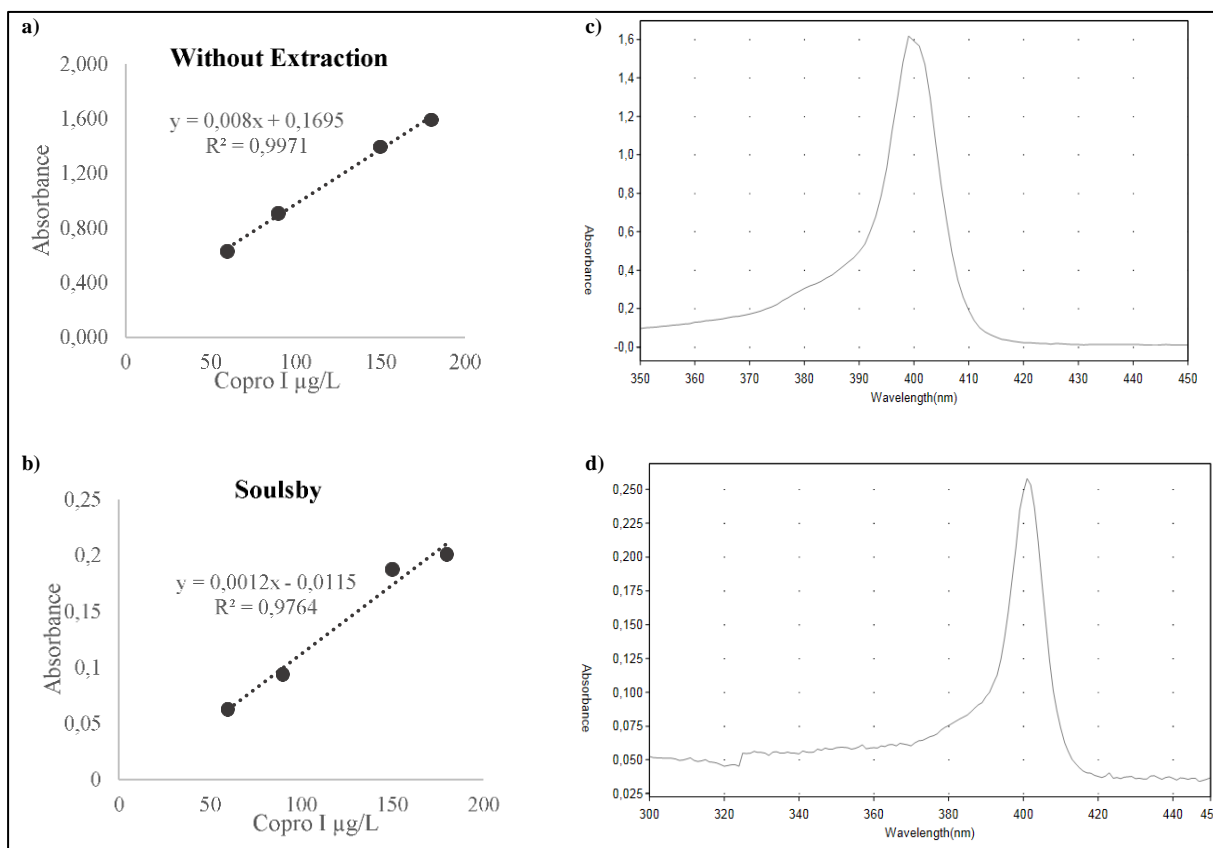 a)
Without Extraction
2,000
1,600
1,200
0,800
0,400
0,000
y = 0,008x + 0,1695
R² = 0,9971
Absorbance
0 50 100 150 200
Copro I µg/L
b)
Soulsby
0,25
0,2
0,15
0,1
0,05
0
y = 0,0012x - 0,0115
R² = 0,9764
Absorbance
0 50 100 150 200
Copro I µg/L
c)
1,6
1,4
1,2
1,0
0,8
0,6
0,4
0,2
-0,0
Absorbance
350 360 370 380 390 400 410 420 430 440 450
Wavelength(nm)
d)
0,250
0,225
0,200
0,175
0,150
0,125
0,100
0,075
0,050
0,025
Absorbance
300 320 340 360 380 400 420 440 450
Wavelength(nm)